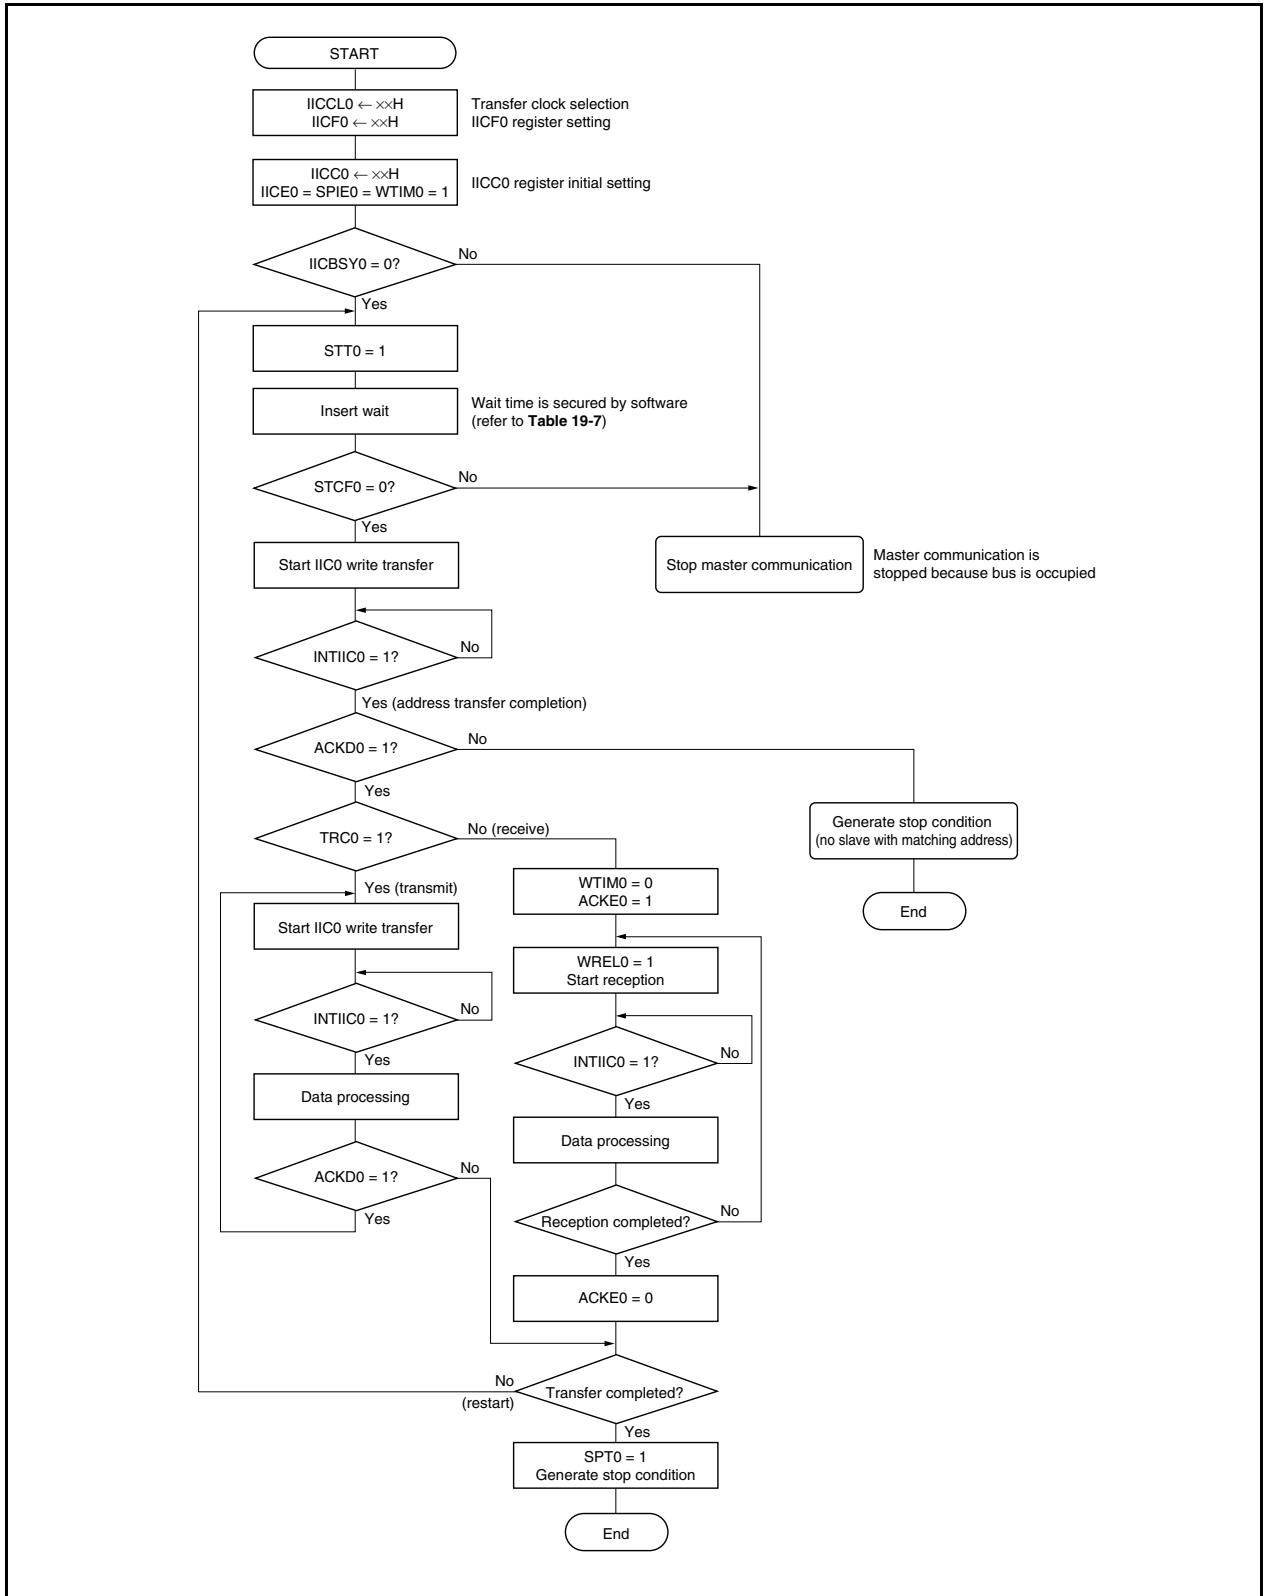 START
IICCL0 ← ××H
IICF0 ← ××H
Transfer clock selection
IICF0 register setting
IICC0 ← ××H
IICE0 = SPIE0 = WTIM0 = 1
IICC0 register initial setting
IICBSY0 = 0?
No
Yes
STT0 = 1
Insert wait
Wait time is secured by software
(refer to Table 19-7)
STCF0 = 0?
No
Yes
Start IIC0 write transfer
Stop master communication
Master communication is
stopped because bus is occupied
INTIIC0 = 1?
No
Yes (address transfer completion)
ACKD0 = 1?
No
Yes
Generate stop condition
(no slave with matching address)
End
TRC0 = 1?
No (receive)
Yes (transmit)
WTIM0 = 0
ACKE0 = 1
Start IIC0 write transfer
WREL0 = 1
Start reception
INTIIC0 = 1?
No
Yes
INTIIC0 = 1?
No
Yes
Data processing
Data processing
ACKD0 = 1?
No
Yes
Reception completed?
No
Yes
ACKE0 = 0
Transfer completed?
No
(restart)
Yes
SPT0 = 1
Generate stop condition
End